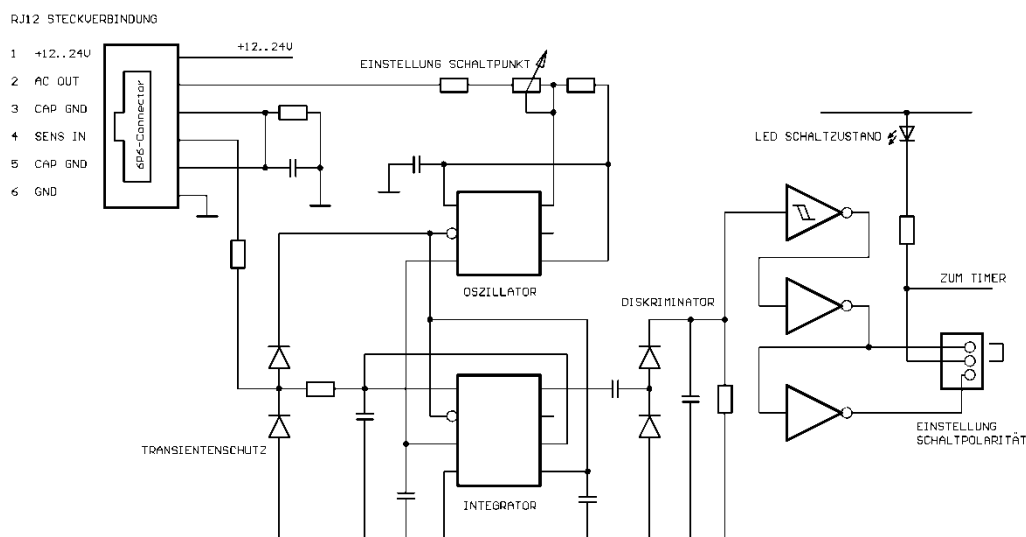 RJ12 STECKVERBINDUNG
1 +12..24V
2 AC OUT
3 CAP GND
4 SENS IN
5 CAP GND
6 GND
6P6-Connector
+12..24V
EINSTELLUNG SCHALTPUNKT
OSZILLATOR
TRANSIENTENSCHUTZ
INTEGRATOR
DISKRIMINATOR
LED SCHALTZUSTAND
ZUM TIMER
EINSTELLUNG
SCHALTPOLARITÄT